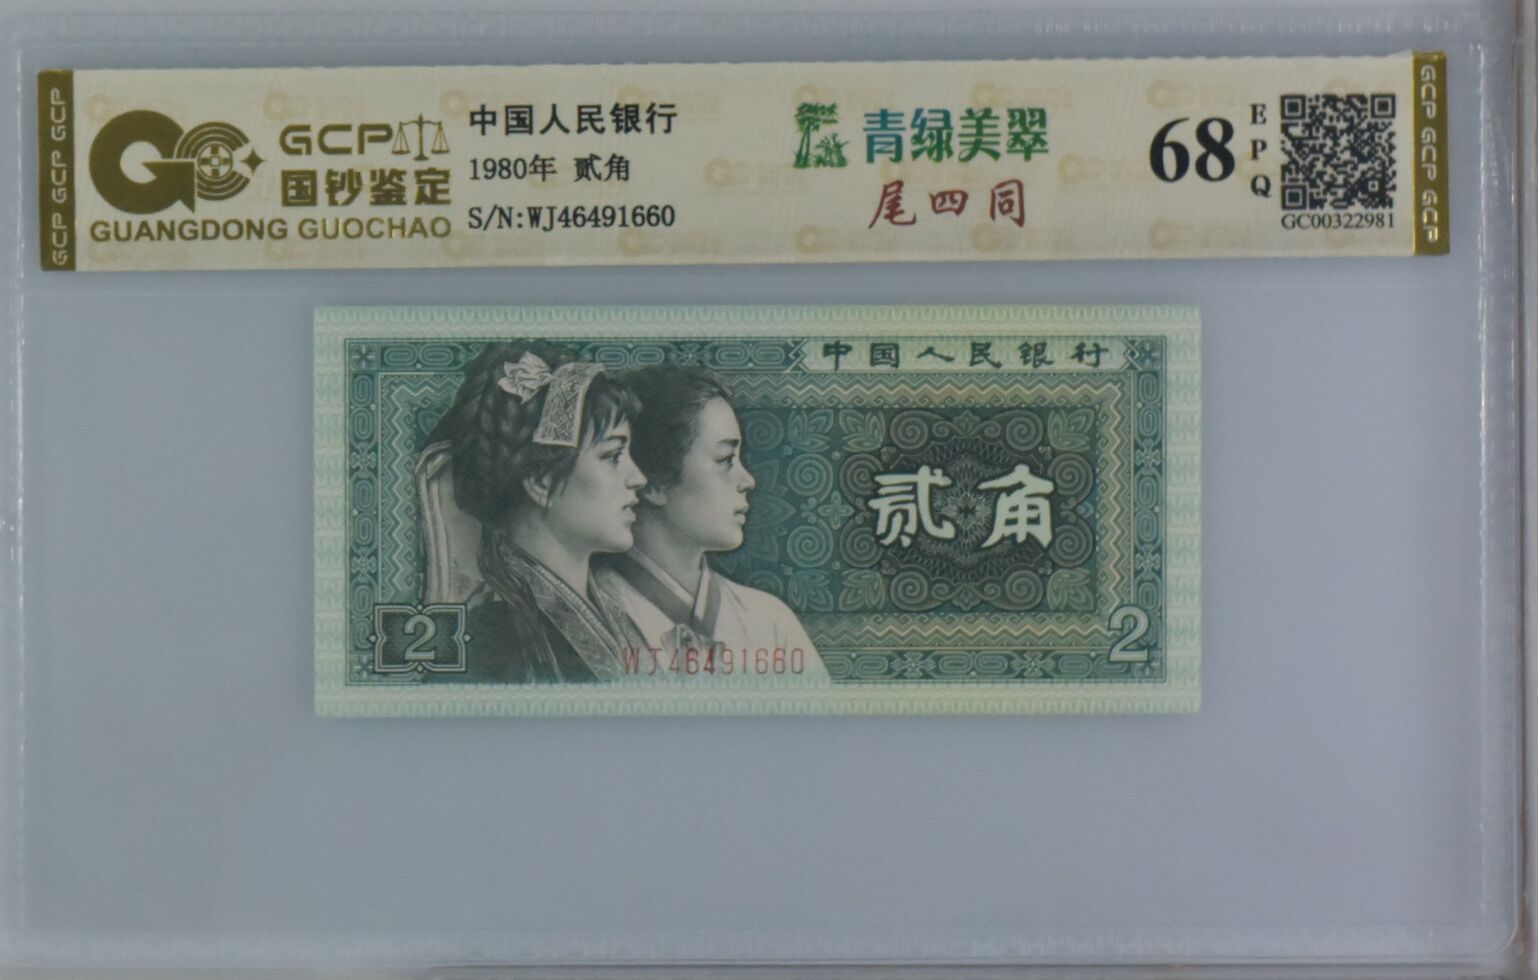 GCP GCP GCP
GCP
国钞鉴定
GUANGDONG GUOCHAO
中国人民银行
1980年 贰角
S/N:WJ46491660
青绿美翠
尾四同
68
EPQ
GC00322981
GCP GCP GCP
中国人民银行
贰角
2
2
WJ46491660